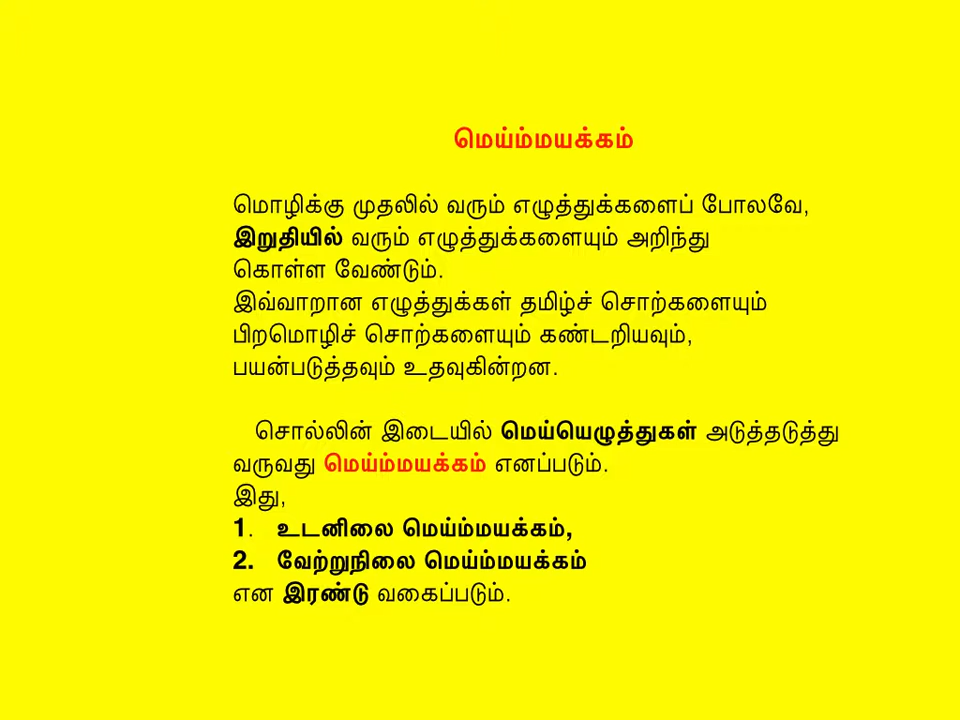 மெய்ம்மயக்கம்
மொழிக்கு முதலில் வரும் எழுத்துக்களைப் போலவே,
இறுதியில் வரும் எழுத்துக்களையும் அறிந்து
கொள்ள வேண்டும்.
இவ்வாறான எழுத்துக்கள் தமிழ்ச் சொற்களையும்
பிறமொழிச் சொற்களையும் கண்டறியவும்,
பயன்படுத்தவும் உதவுகின்றன.
சொல்லின் இடையில் மெய்யெழுத்துகள் அடுத்தடுத்து
வருவது மெய்ம்மயக்கம் எனப்படும்.
இது,
1. உடனிலை மெய்ம்மயக்கம்,
2. வேற்றுநிலை மெய்ம்மயக்கம்
என இரண்டு வகைப்படும்.